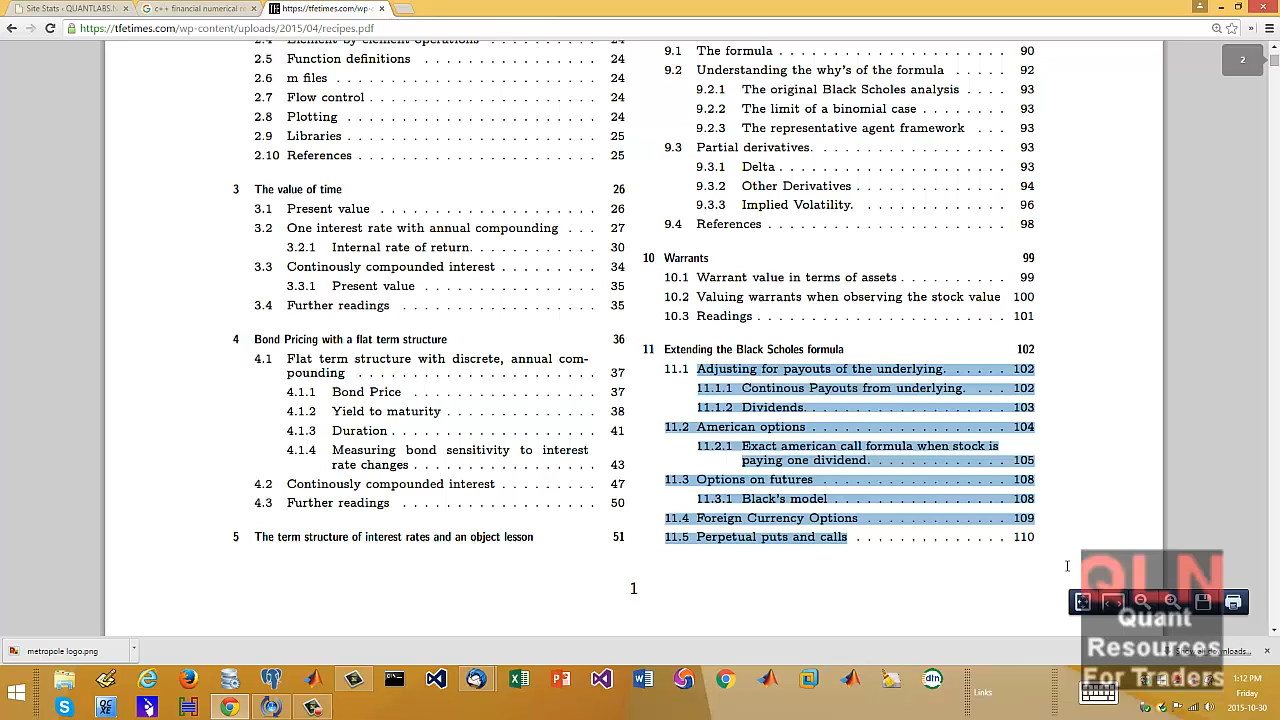 Site Stats - QUANTLABS.N
c++ financial numerical re
https://tfetimes.com/wp-c
https://tfetimes.com/wp-content/uploads/2015/04/recipes.pdf
2
2.4 Element by element operations . . . . . . . . . . 24
2.5 Function definitions . . . . . . . . . . . . . . . 24
2.6 m files . . . . . . . . . . . . . . . . . . . . . 24
2.7 Flow control . . . . . . . . . . . . . . . . . . . 24
2.8 Plotting . . . . . . . . . . . . . . . . . . . . . 24
2.9 Libraries . . . . . . . . . . . . . . . . . . . . . 25
2.10 References . . . . . . . . . . . . . . . . . . . 25
3 The value of time 26
3.1 Present value . . . . . . . . . . . . . . . . . . 26
3.2 One interest rate with annual compounding . . . 27
3.2.1 Internal rate of return. . . . . . . . . . . 30
3.3 Continously compounded interest . . . . . . . . 34
3.3.1 Present value . . . . . . . . . . . . . . . 35
3.4 Further readings . . . . . . . . . . . . . . . . 35
4 Bond Pricing with a flat term structure 36
4.1 Flat term structure with discrete, annual com-
pounding . . . . . . . . . . . . . . . . . . . . 37
4.1.1 Bond Price . . . . . . . . . . . . . . . . 37
4.1.2 Yield to maturity . . . . . . . . . . . . . 38
4.1.3 Duration . . . . . . . . . . . . . . . . . . 41
4.1.4 Measuring bond sensitivity to interest
rate changes . . . . . . . . . . . . . . . 43
4.2 Continously compounded interest . . . . . . . . 47
4.3 Further readings . . . . . . . . . . . . . . . . 50
5 The term structure of interest rates and an object lesson 51
9.1 The formula . . . . . . . . . . . . . . . . . . . 90
9.2 Understanding the why's of the formula . . . . . 92
9.2.1 The original Black Scholes analysis . . . . 93
9.2.2 The limit of a binomial case . . . . . . . 93
9.2.3 The representative agent framework . . . 93
9.3 Partial derivatives. . . . . . . . . . . . . . . . . 93
9.3.1 Delta . . . . . . . . . . . . . . . . . . . . 93
9.3.2 Other Derivatives . . . . . . . . . . . . . 94
9.3.3 Implied Volatility. . . . . . . . . . . . . 96
9.4 References . . . . . . . . . . . . . . . . . . . . 98
10 Warrants 99
10.1 Warrant value in terms of assets . . . . . . . . . 99
10.2 Valuing warrants when observing the stock value 100
10.3 Readings . . . . . . . . . . . . . . . . . . . . . 101
11 Extending the Black Scholes formula 102
11.1 Adjusting for payouts of the underlying. . . . . . 102
11.1.1 Continous Payouts from underlying. . . . 102
11.1.2 Dividends. . . . . . . . . . . . . . . . . . 103
11.2 American options . . . . . . . . . . . . . . . . . 104
11.2.1 Exact american call formula when stock is
paying one dividend. . . . . . . . . . . . . 105
11.3 Options on futures . . . . . . . . . . . . . . . . 108
11.3.1 Black's model . . . . . . . . . . . . . . . 108
11.4 Foreign Currency Options . . . . . . . . . . . . . 109
11.5 Perpetual puts and calls . . . . . . . . . . . . . 110
1
QLN
Quant
Resources
For Traders
metropole logo.png
Show all downloads...
Links
1:12 PM
Friday
2015-10-30